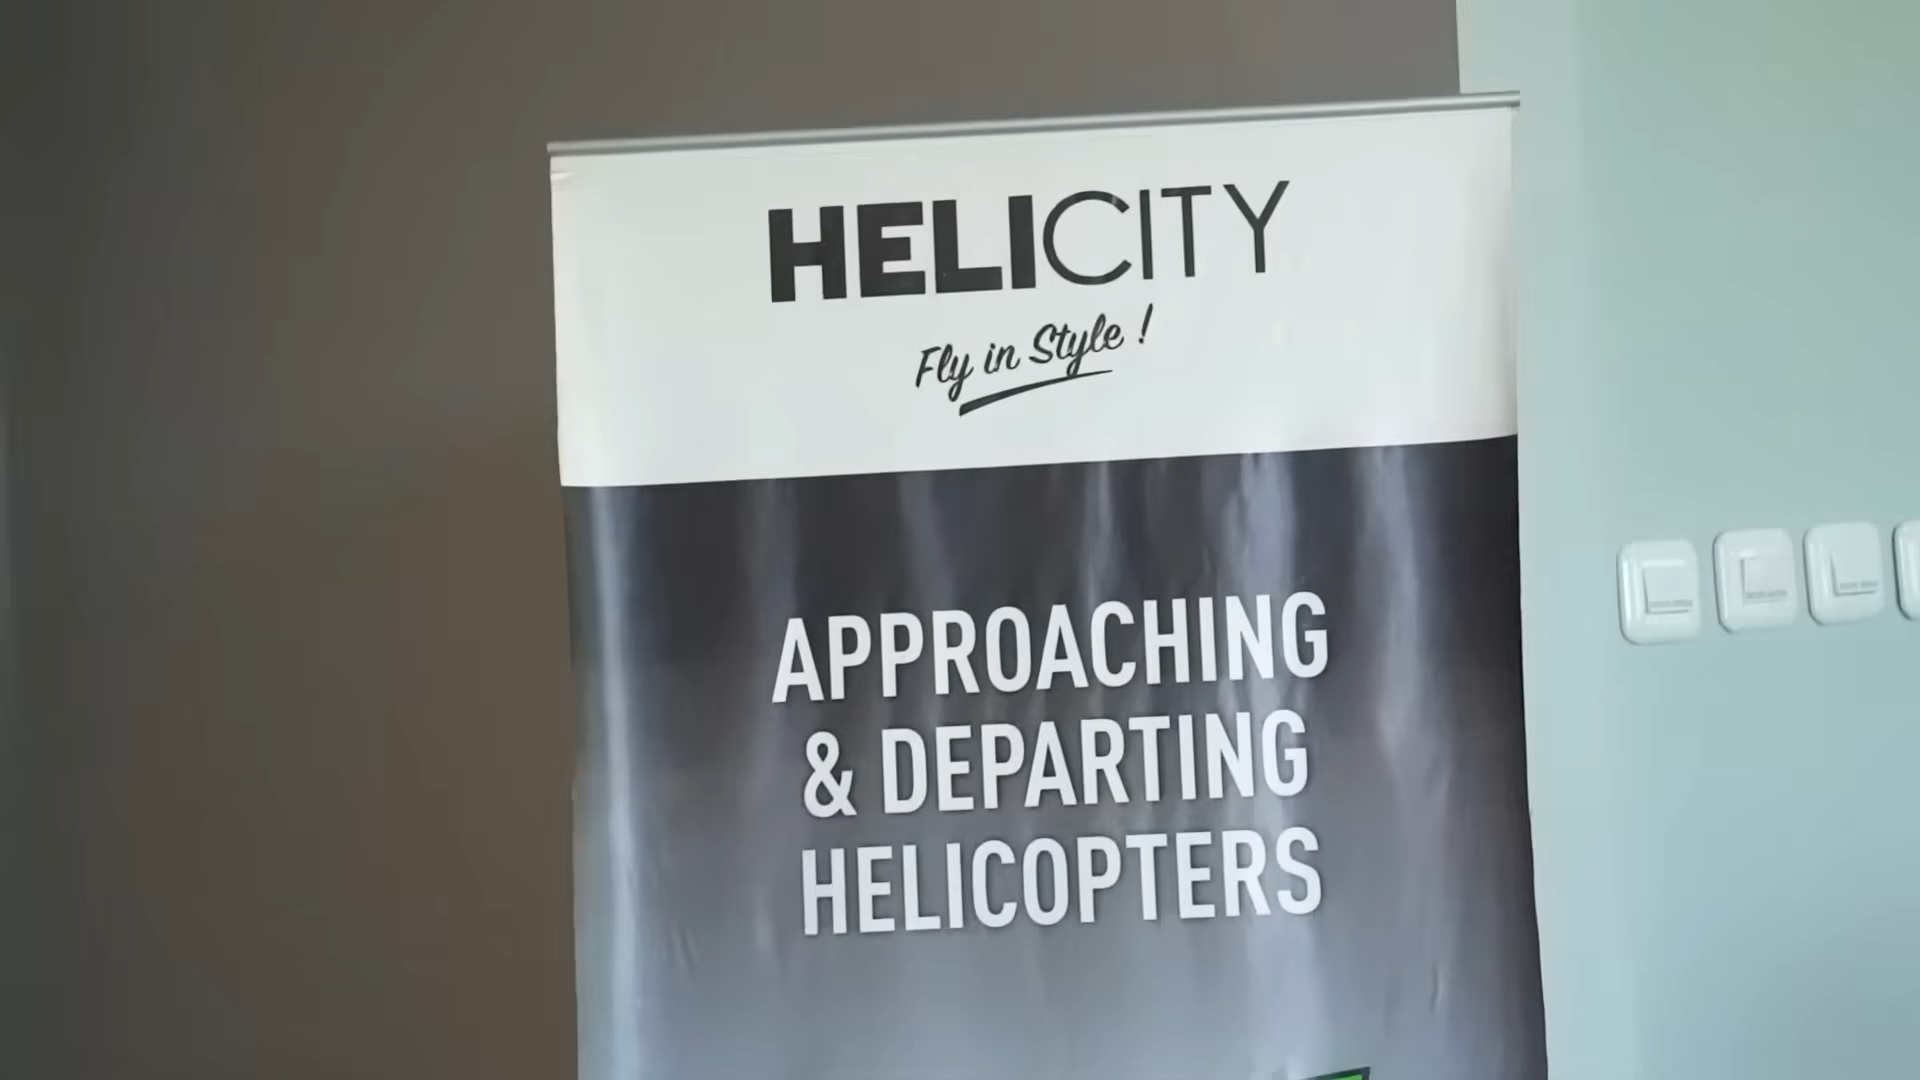 HELICITY
Fly in Style !
APPROACHING
& DEPARTING
HELICOPTERS